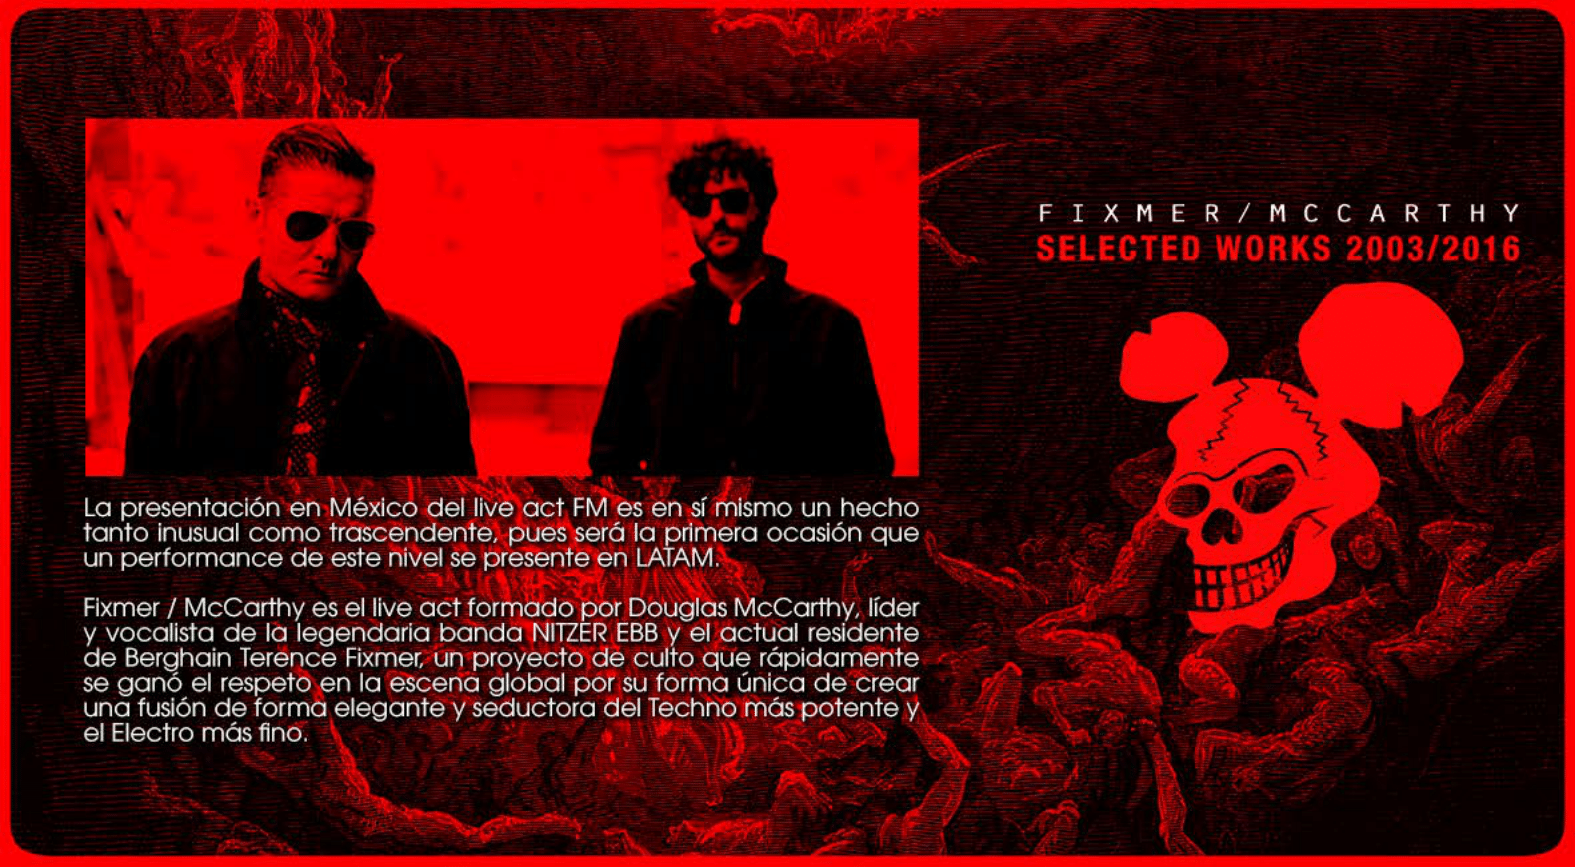 FIXMER/MCCARTHY
SELECTED WORKS 2003/2016
La presentación en México del live act FM es en sí mismo un hecho
tanto inusual como trascendente, pues será la primera ocasión que
un performance de este nivel se presente en LATAM.
Fixmer / McCarthy es el live act formado por Douglas McCarthy, líder
y vocalista de la legendaria banda NITZER EBB y el actual residente
de Berghain Terence Fixmer, un proyecto de culto que rápidamente
se ganó el respeto en la escena global por su forma única de crear
una fusión de forma elegante y seductora del Techno más potente y
el Electro más fino.